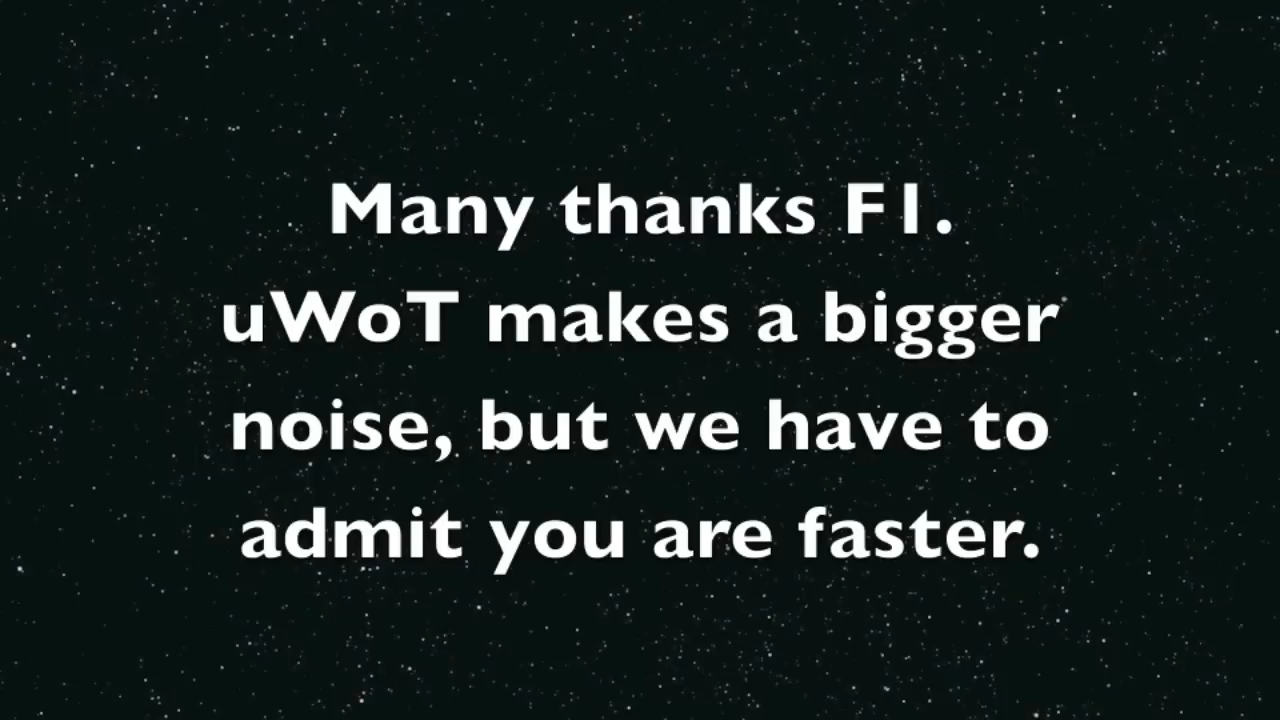 Many thanks F1.
uWoT makes a bigger
noise, but we have to
admit you are faster.